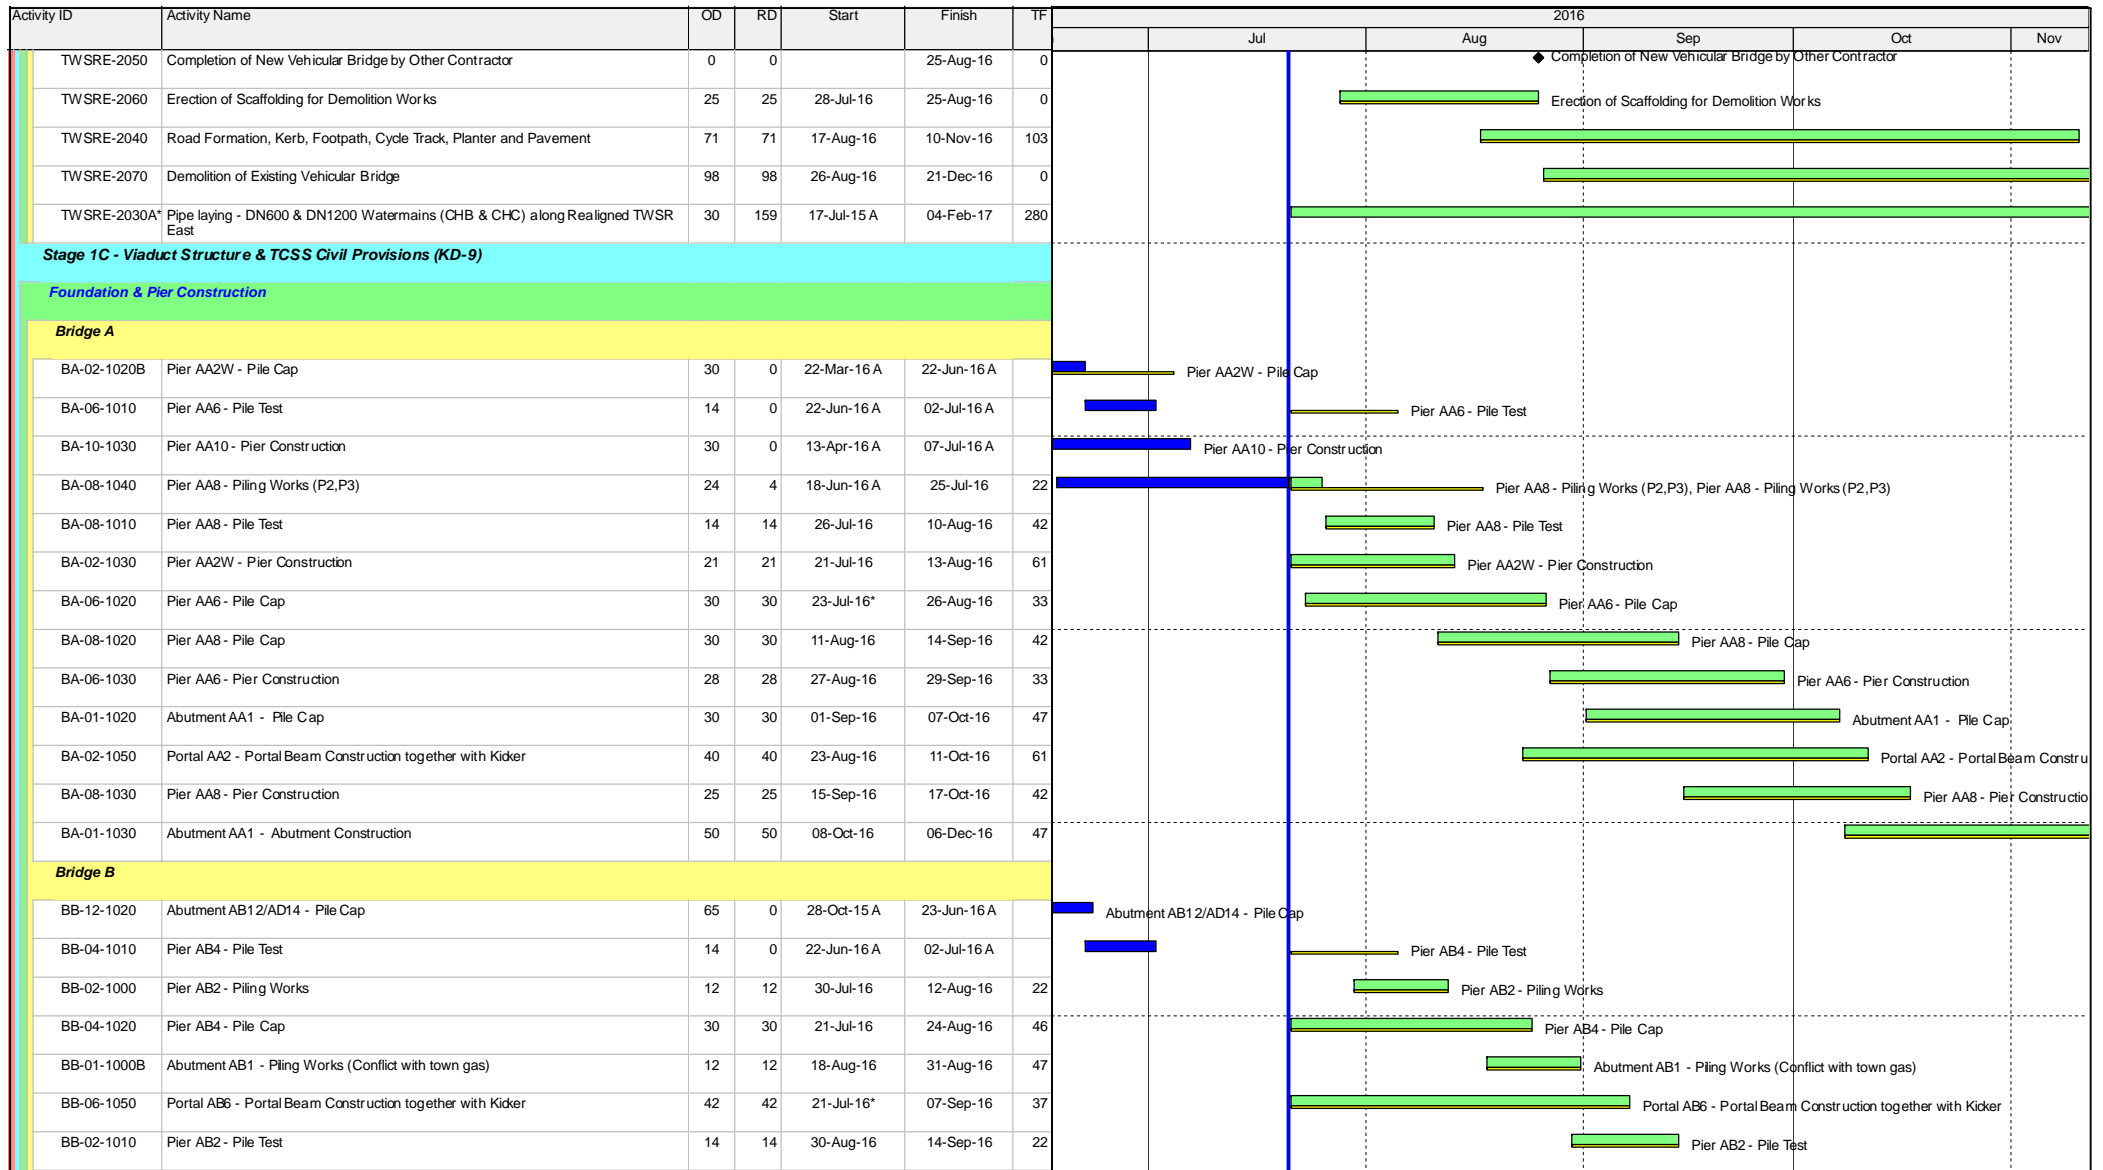 Activity ID Activity Name OD RD Start Finish TF 2016
Jul Aug Sep Oct Nov
TWSRE-2050 Completion of New Vehicular Bridge by Other Contractor 0 0 25-Aug-16 0 Completion of New Vehicular Bridge by Other Contractor
TWSRE-2060 Erection of Scaffolding for Demolition Works 25 25 28-Jul-16 25-Aug-16 0 Erection of Scaffolding for Demolition Works
TWSRE-2040 Road Formation, Kerb, Footpath, Cycle Track, Planter and Pavement 71 71 17-Aug-16 10-Nov-16 103
TWSRE-2070 Demolition of Existing Vehicular Bridge 98 98 26-Aug-16 21-Dec-16 0
TWSRE-2030A* Pipe laying - DN600 & DN1200 Watermains (CHB & CHC) along Realigned TWSR 30 159 17-Jul-15 A 04-Feb-17 280
East
Stage 1C - Viaduct Structure & TCSS Civil Provisions (KD-9)
Foundation & Pier Construction
Bridge A
BA-02-1020B Pier AA2W - Pile Cap 30 0 22-Mar-16 A 22-Jun-16 A Pier AA2W - Pile Cap
BA-06-1010 Pier AA6 - Pile Test 14 0 22-Jun-16 A 02-Jul-16 A Pier AA6 - Pile Test
BA-10-1030 Pier AA10 - Pier Construction 30 0 13-Apr-16 A 07-Jul-16 A Pier AA10 - Pier Construction
BA-08-1040 Pier AA8 - Piling Works (P2,P3) 24 4 18-Jun-16 A 25-Jul-16 22 Pier AA8 - Piling Works (P2,P3), Pier AA8 - Piling Works (P2,P3)
BA-08-1010 Pier AA8 - Pile Test 14 14 26-Jul-16 10-Aug-16 42 Pier AA8 - Pile Test
BA-02-1030 Pier AA2W - Pier Construction 21 21 21-Jul-16 13-Aug-16 61 Pier AA2W - Pier Construction
BA-06-1020 Pier AA6 - Pile Cap 30 30 23-Jul-16* 26-Aug-16 33 Pier AA6 - Pile Cap
BA-08-1020 Pier AA8 - Pile Cap 30 30 11-Aug-16 14-Sep-16 42 Pier AA8 - Pile Cap
BA-06-1030 Pier AA6 - Pier Construction 28 28 27-Aug-16 29-Sep-16 33 Pier AA6 - Pier Construction
BA-01-1020 Abutment AA1 - Pile Cap 30 30 01-Sep-16 07-Oct-16 47 Abutment AA1 - Pile Cap
BA-02-1050 Portal AA2 - Portal Beam Construction together with Kicker 40 40 23-Aug-16 11-Oct-16 61 Portal AA2 - Portal Beam Constru
BA-08-1030 Pier AA8 - Pier Construction 25 25 15-Sep-16 17-Oct-16 42 Pier AA8 - Pier Constructio
BA-01-1030 Abutment AA1 - Abutment Construction 50 50 08-Oct-16 06-Dec-16 47
Bridge B
BB-12-1020 Abutment AB12/AD14 - Pile Cap 65 0 28-Oct-15 A 23-Jun-16 A Abutment AB12/AD14 - Pile Cap
BB-04-1010 Pier AB4 - Pile Test 14 0 22-Jun-16 A 02-Jul-16 A Pier AB4 - Pile Test
BB-02-1000 Pier AB2 - Piling Works 12 12 30-Jul-16 12-Aug-16 22 Pier AB2 - Piling Works
BB-04-1020 Pier AB4 - Pile Cap 30 30 21-Jul-16 24-Aug-16 46 Pier AB4 - Pile Cap
BB-01-1000B Abutment AB1 - Piling Works (Conflict with town gas) 12 12 18-Aug-16 31-Aug-16 47 Abutment AB1 - Piling Works (Conflict with town gas)
BB-06-1050 Portal AB6 - Portal Beam Construction together with Kicker 42 42 21-Jul-16* 07-Sep-16 37 Portal AB6 - Portal Beam Construction together with Kicker
BB-02-1010 Pier AB2 - Pile Test 14 14 30-Aug-16 14-Sep-16 22 Pier AB2 - Pile Test